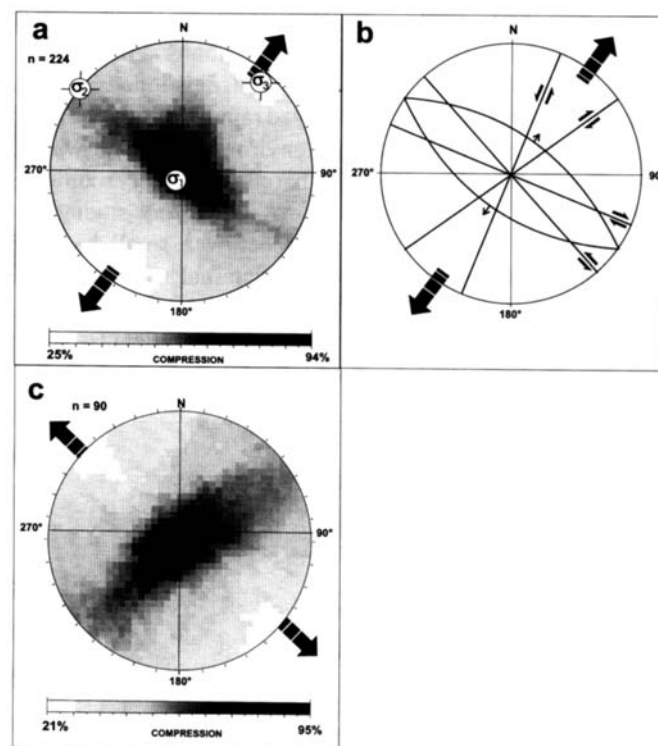 a
N
n = 224
σ2
σ3
270°
σ1
90°
180°
25%
94%
COMPRESSION
b
N
270°
90
180°
c
N
n = 90
270°
90°
180°
21%
95%
COMPRESSION